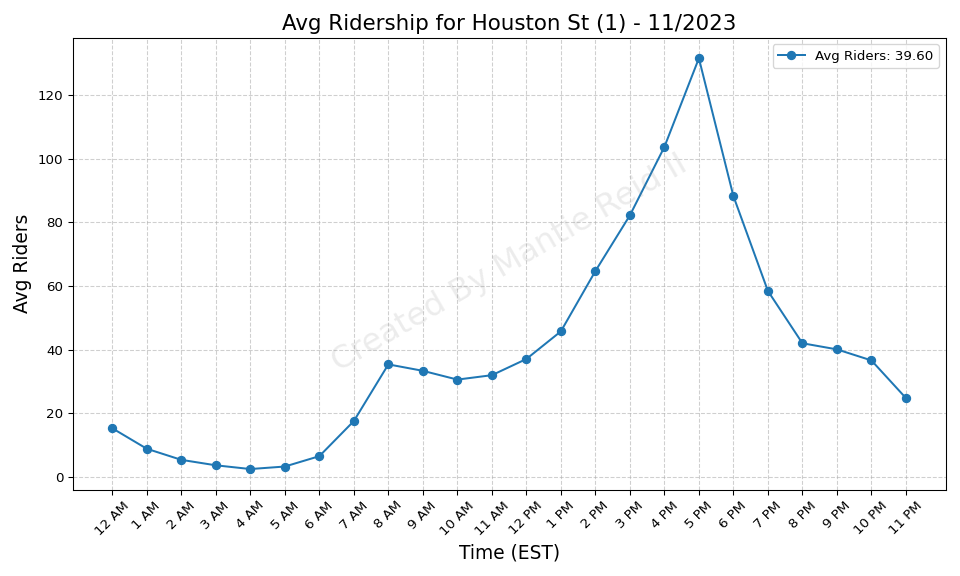 Avg Ridership for Houston St (1) - 11/2023
Avg Riders: 39.60
Avg Riders
120
100
80
60
40
20
0
Created By Mantle Reid II
12 AM
1 AM
2 AM
3 AM
4 AM
5 AM
6 AM
7 AM
8 AM
9 AM
10 AM
11 AM
12 PM
1 PM
2 PM
3 PM
4 PM
5 PM
6 PM
7 PM
8 PM
9 PM
10 PM
11 PM
Time (EST)